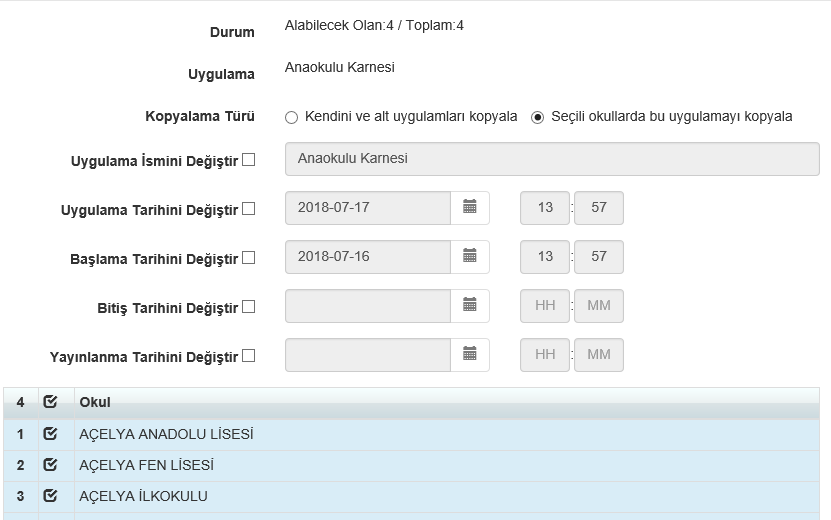 Durum Alabilecek Olan:4 / Toplam:4
Uygulama Anaokulu Karnesi
Kopyalama Türü Kendini ve alt uygulamları kopyala Seçili okullarda bu uygulamayı kopyala
Uygulama İsmini Değiştir Anaokulu Karnesi
Uygulama Tarihini Değiştir 2018-07-17 13 : 57
Başlama Tarihini Değiştir 2018-07-16 13 : 57
Bitiş Tarihini Değiştir HH : MM
Yayınlanma Tarihini Değiştir HH : MM
4 Okul
1 AÇELYA ANADOLU LİSESİ
2 AÇELYA FEN LİSESİ
3 AÇELYA İLKOKULU